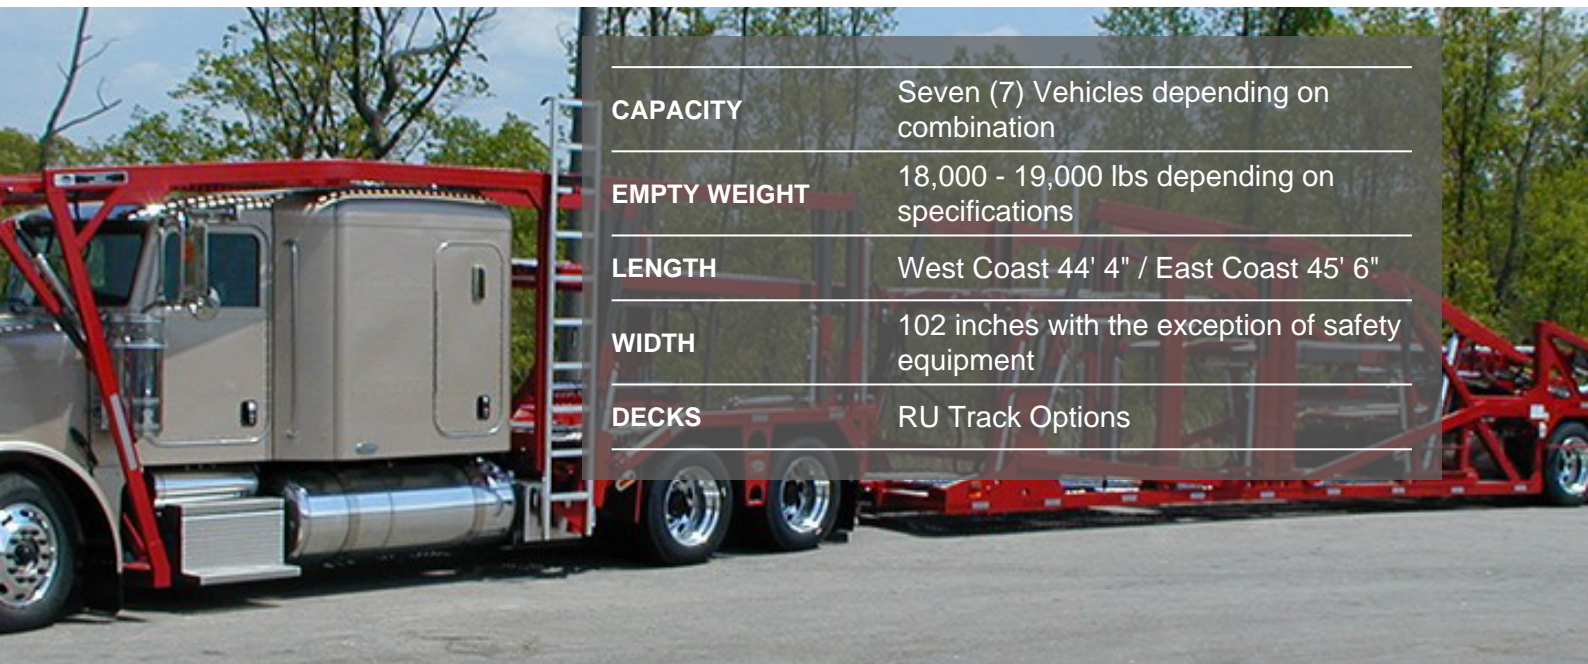 CAPACITY
Seven (7) Vehicles depending on
combination
EMPTY WEIGHT
18,000 - 19,000 lbs depending on
specifications
LENGTH
West Coast 44' 4" / East Coast 45' 6"
WIDTH
102 inches with the exception of safety
equipment
DECKS
RU Track Options